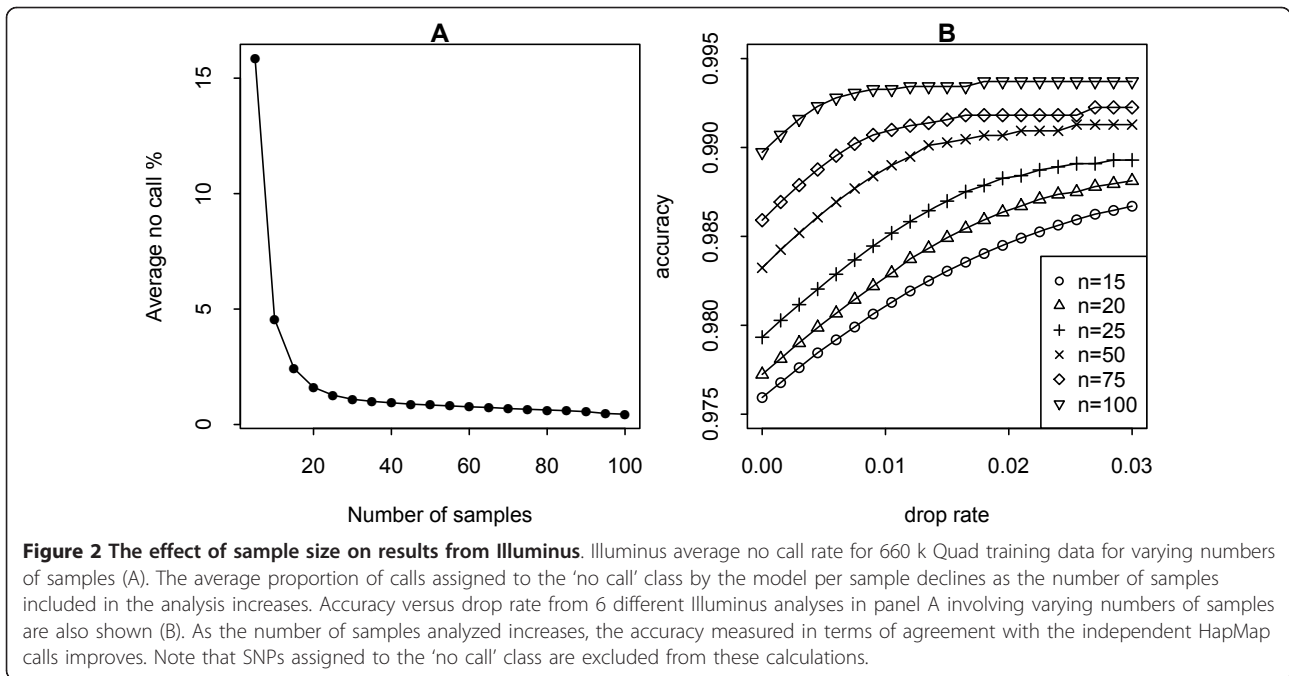 A
Average no call %
15
10
5
0
20 40 60 80 100
Number of samples
B
accuracy
0.995
0.990
0.985
0.980
0.975
0.00 0.01 0.02 0.03
drop rate
n=15
n=20
n=25
n=50
n=75
n=100
Figure 2 The effect of sample size on results from Illuminus. Illuminus average no call rate for 660 k Quad training data for varying numbers
of samples (A). The average proportion of calls assigned to the ‘no call’ class by the model per sample declines as the number of samples
included in the analysis increases. Accuracy versus drop rate from 6 different Illuminus analyses in panel A involving varying numbers of samples
are also shown (B). As the number of samples analyzed increases, the accuracy measured in terms of agreement with the independent HapMap
calls improves. Note that SNPs assigned to the ‘no call’ class are excluded from these calculations.